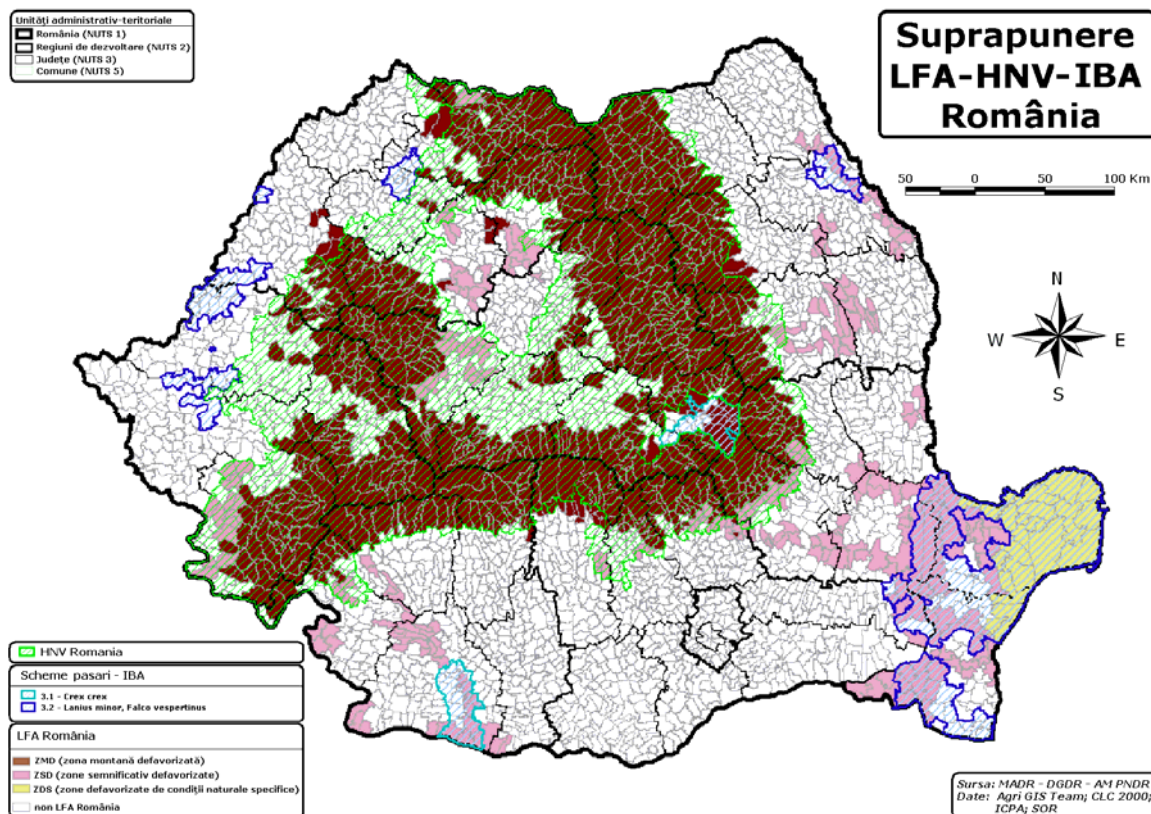 Unități administrativ-teritoriale
România (NUTS 1)
Regiuni de dezvoltare (NUTS 2)
Județe (NUTS 3)
Comune (NUTS 5)
Suprapunere
LFA-HNV-IBA
România
50 0 50 100 Km
N
W E
S
HNV Romania
Scheme pasari - IBA
3.1 - Crex crex
3.2 - Lanius minor, Falco vespertinus
LFA România
ZMD (zona montană defavorizată)
ZSD (zone semnificativ defavorizate)
ZDS (zone defavorizate de condiții naturale specifice)
non LFA România
Sursa: MADR - DGDR - AM PNDR
Date: Agri GIS Team; CLC 2000;
ICPA; SOR